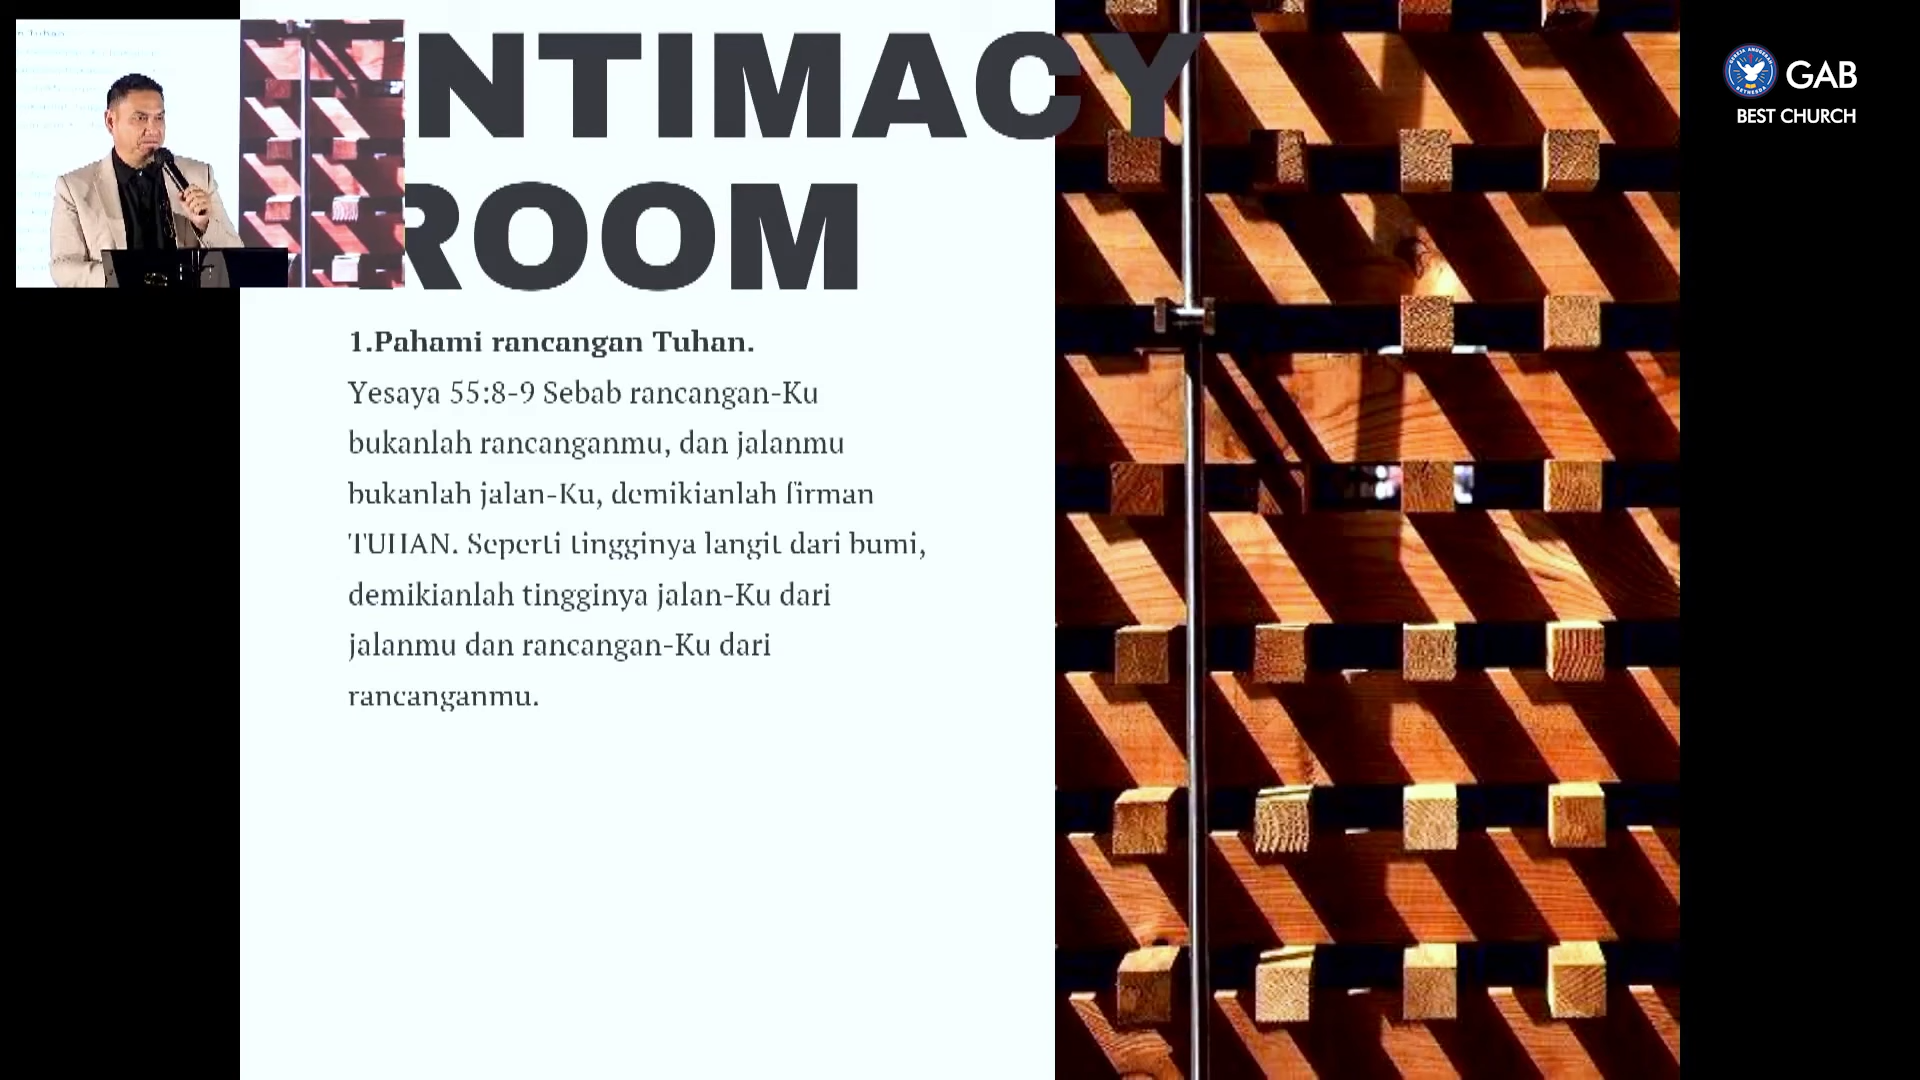 NTIMACY
ROOM
1.Pahami rancangan Tuhan.
Yesaya 55:8-9 Sebab rancangan-Ku
bukanlah rancanganmu, dan jalanmu
bukanlah jalan-Ku, demikianlah firman
TUHAN. Seperti tingginya langit dari bumi,
demikianlah tingginya jalan-Ku dari
jalanmu dan rancangan-Ku dari
rancanganmu.
GAB
BEST CHURCH